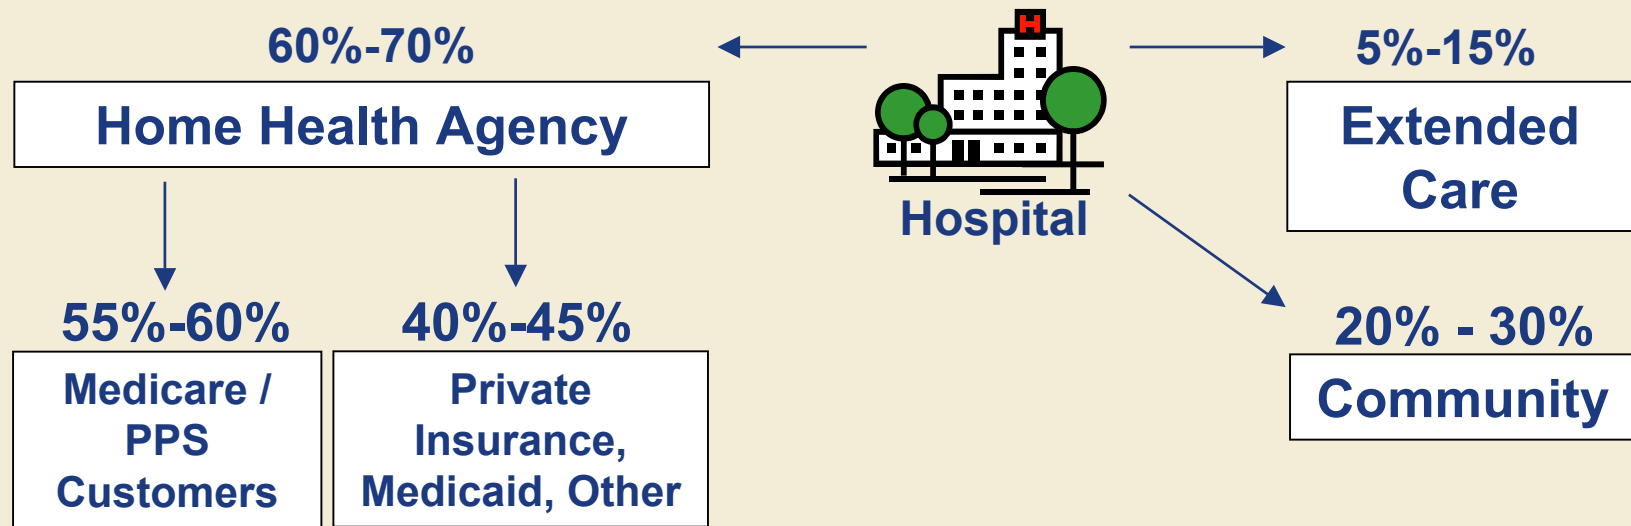 60%-70%
Home Health Agency
H
Hospital
5%-15%
Extended
Care
55%-60%
Medicare /
PPS
Customers
40%-45%
Private
Insurance,
Medicaid, Other
20% - 30%
Community